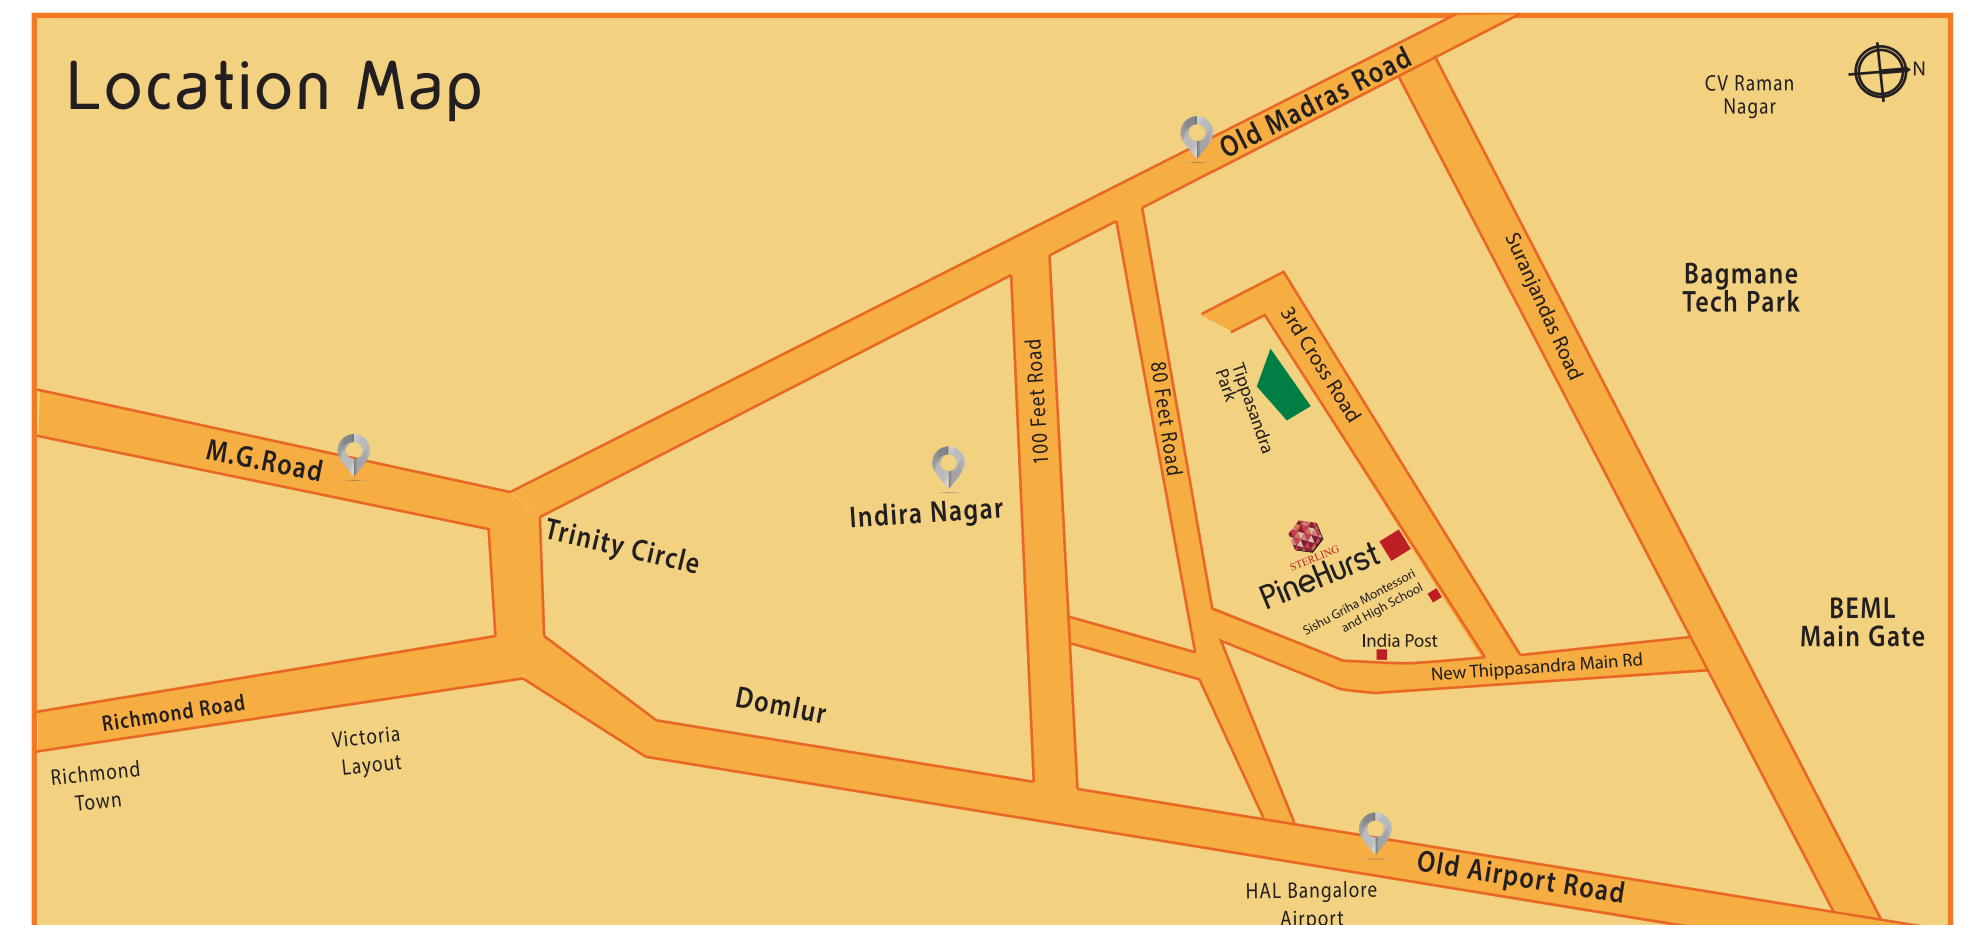 Location Map
Old Madras Road
CV Raman
Nagar
N
Suranjandas Road
Bagmane
Tech Park
3rd Cross Road
Tippasandra
Park
100 Feet Road
80 Feet Road
M.G.Road
Trinity Circle
Indira Nagar
STERLING
PineHurst
Sishu Griha Montessori
and High School
India Post
New Thippasandra Main Rd
BEML
Main Gate
Richmond Road
Domlur
Victoria
Layout
Richmond
Town
Old Airport Road
HAL Bangalore
Airport